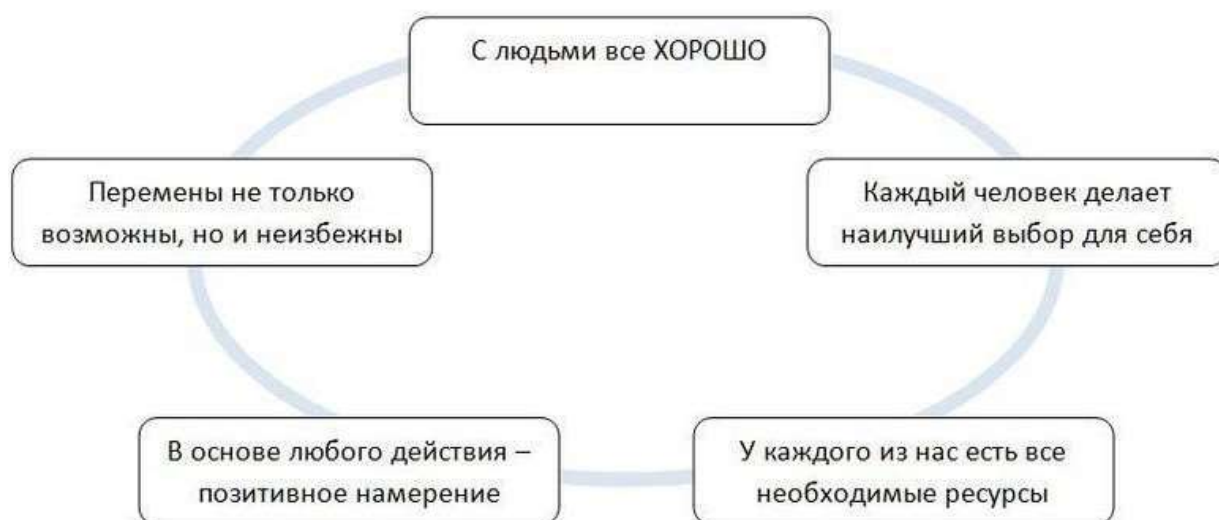 С людьми все ХОРОШО
Каждый человек делает
наилучший выбор для себя
У каждого из нас есть все
необходимые ресурсы
В основе любого действия –
позитивное намерение
Перемены не только
возможны, но и неизбежны